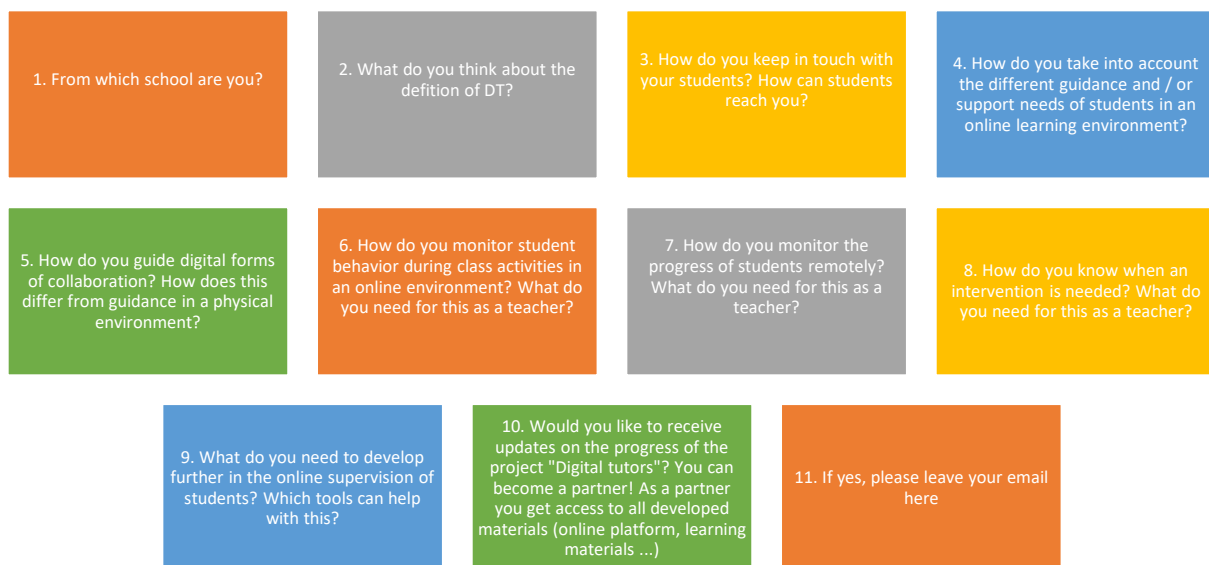 1. From which school are you?
2. What do you think about the
defition of DT?
3. How do you keep in touch with
your students? How can students
reach you?
4. How do you take into account
the different guidance and / or
support needs of students in an
online learning environment?
5. How do you guide digital forms
of collaboration? How does this
differ from guidance in a physical
environment?
6. How do you monitor student
behavior during class activities in
an online environment? What do
you need for this as a teacher?
7. How do you monitor the
progress of students remotely?
What do you need for this as a
teacher?
8. How do you know when an
intervention is needed? What do
you need for this as a teacher?
9. What do you need to develop
further in the online supervision of
students? Which tools can help
with this?
10. Would you like to receive
updates on the progress of the
project "Digital tutors"? You can
become a partner! As a partner
you get access to all developed
materials (online platform, learning
materials ...)
11. If yes, please leave your email
here